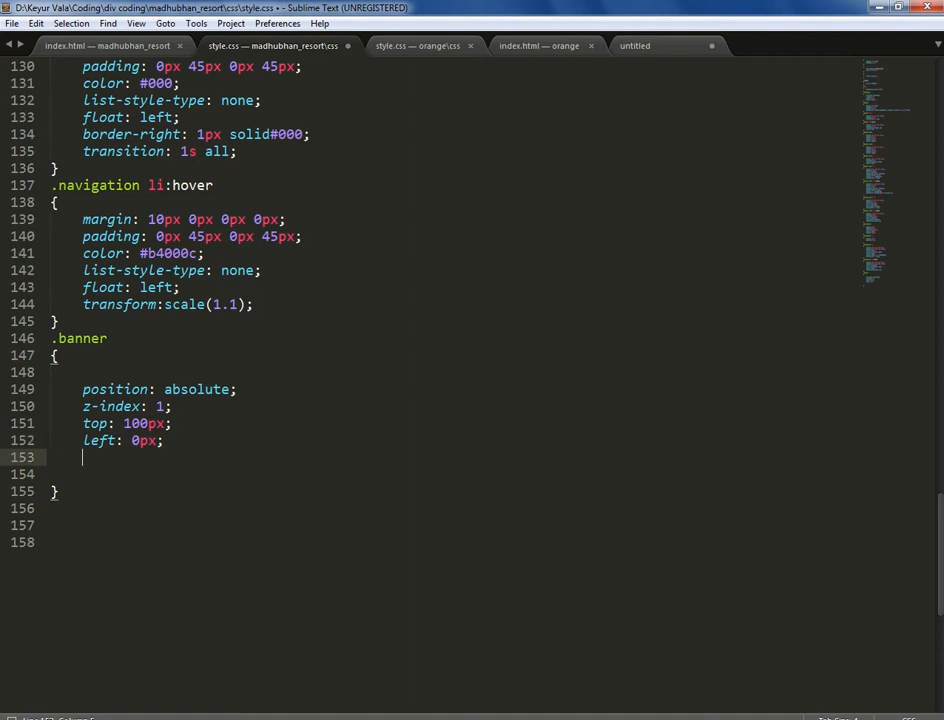 D:\Keyur Vala\Coding\div coding\madhubhan_resort\css\style.css • - Sublime Text (UNREGISTERED)
File Edit Selection Find View Goto Tools Project Preferences Help
index.html — madhubhan_resort × style.css — madhubhan_resort\css style.css — orange\css × index.html — orange × untitled
130 padding: 0px 45px 0px 45px;
131 color: #000;
132 list-style-type: none;
133 float: left;
134 border-right: 1px solid#000;
135 transition: 1s all;
136 }
137 .navigation li:hover
138 {
139 margin: 10px 0px 0px 0px;
140 padding: 0px 45px 0px 45px;
141 color: #b4000c;
142 list-style-type: none;
143 float: left;
144 transform:scale(1.1);
145 }
146 .banner
147 {
148
149 position: absolute;
150 z-index: 1;
151 top: 100px;
152 left: 0px;
153
154
155 }
156
157
158